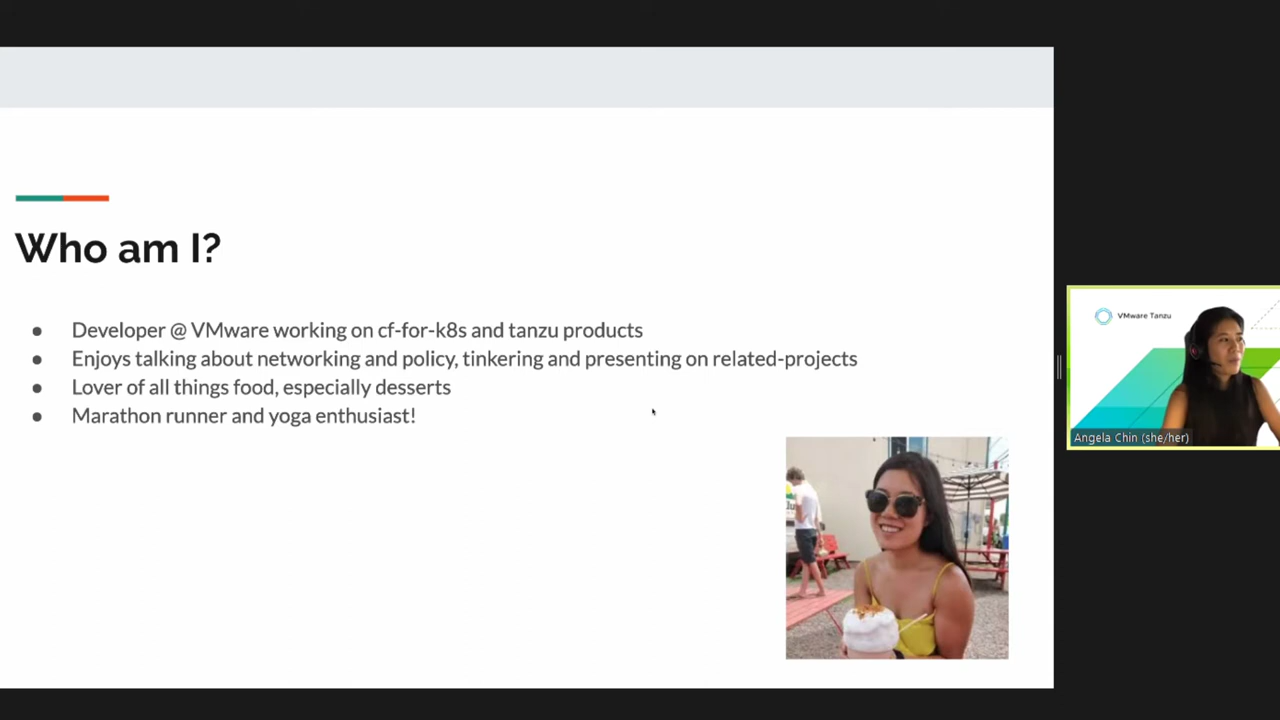 Who am I?
● Developer @ VMware working on cf-for-k8s and tanzu products
● Enjoys talking about networking and policy, tinkering and presenting on related-projects
● Lover of all things food, especially desserts
● Marathon runner and yoga enthusiast!
VMware Tanzu
Angela Chin (she/her)